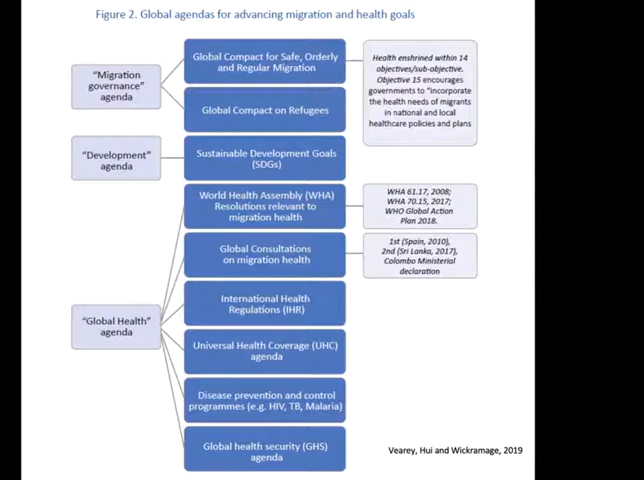 Figure 2. Global agendas for advancing migration and health goals
"Migration
governance"
agenda
Global Compact for Safe, Orderly
and Regular Migration
Health enshrined within 14
objectives/sub-objective.
Objective 15 encourages
governments to "incorporate
the health needs of migrants
in national and local
healthcare policies and plans
Global Compact on Refugees
"Development"
agenda
Sustainable Development Goals
(SDGs)
"Global Health"
agenda
World Health Assembly (WHA)
Resolutions relevant to
migration health
WHA 61.17, 2008;
WHA 70.15, 2017;
WHO Global Action
Plan 2018.
Global Consultations
on migration health
1st (Spain, 2010),
2nd (Sri Lanka, 2017),
Colombo Ministerial
declaration
International Health
Regulations (IHR)
Universal Health Coverage (UHC)
agenda
Disease prevention and control
programmes (e.g. HIV, TB, Malaria)
Global health security (GHS)
agenda
Vearey, Hui and Wickramage, 2019